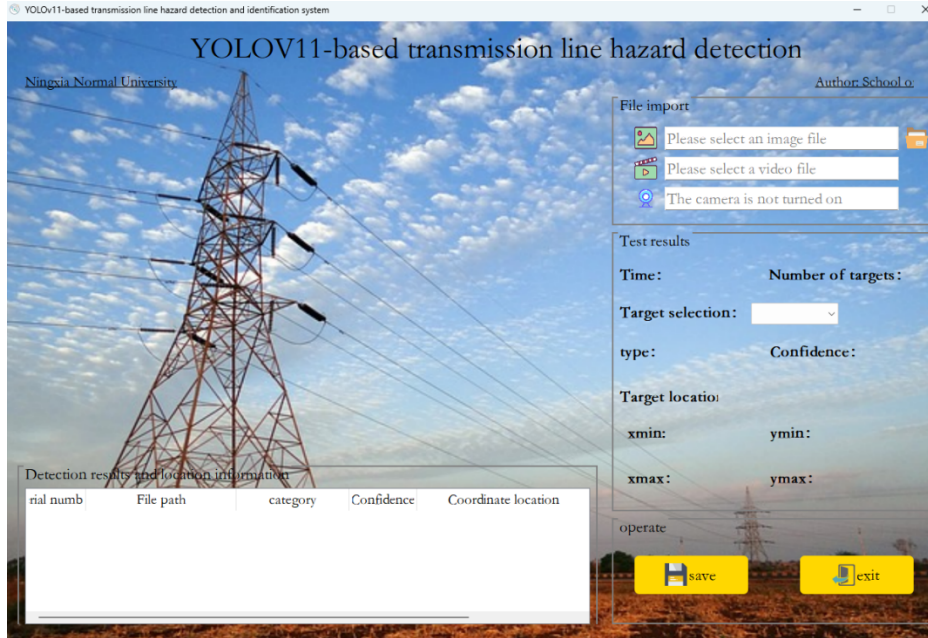 YOLOv11-based transmission line hazard detection and identification system
YOLOV11-based transmission line hazard detection
Ningxia Normal University
Author: School o
File import
Please select an image file
Please select a video file
The camera is not turned on
Test results
Time:
Number of targets:
Target selection:
type:
Confidence:
Target location
xmin:
ymin:
xmax:
ymax:
Detection results and location information
rial numb
File path
category
Confidence
Coordinate location
operate
save
exit